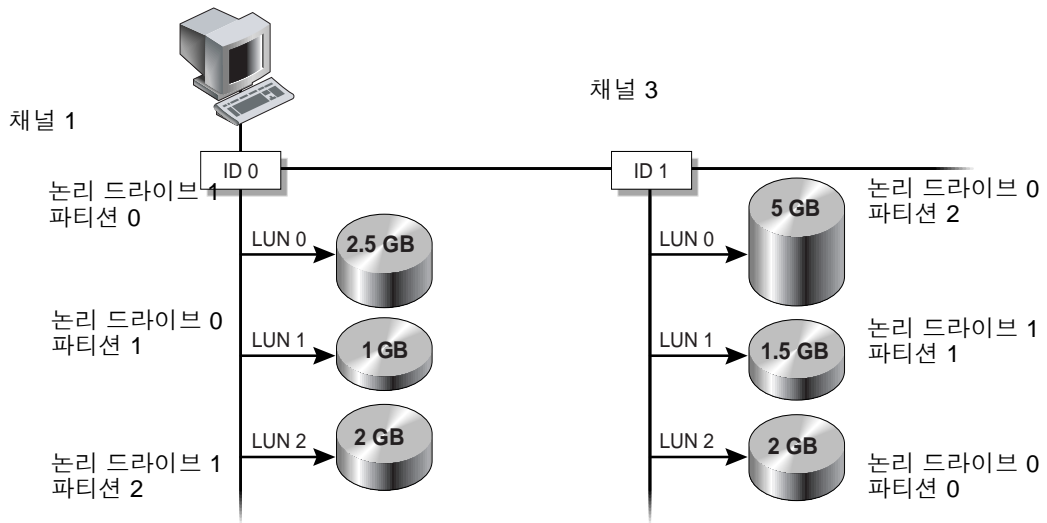 채널 1
채널 3
ID 0
ID 1
논리 드라이브 1
파티션 0
LUN 0
2.5 GB
LUN 0
5 GB
논리 드라이브 0
파티션 2
논리 드라이브 0
파티션 1
LUN 1
1 GB
LUN 1
1.5 GB
논리 드라이브 1
파티션 1
논리 드라이브 1
파티션 2
LUN 2
2 GB
LUN 2
2 GB
논리 드라이브 0
파티션 0